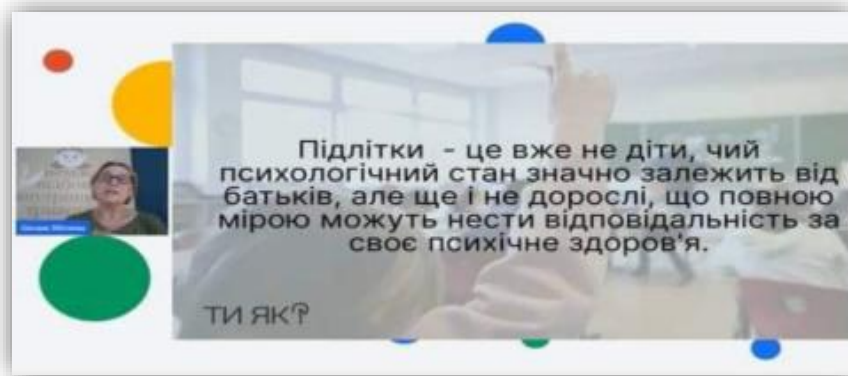 Підлітки - це вже не діти, чий
психологічний стан значно залежить від
батьків, але ще і не дорослі, що повною
мірою можуть нести відповідальність за
своє психічне здоров'я.
ТИ ЯК?